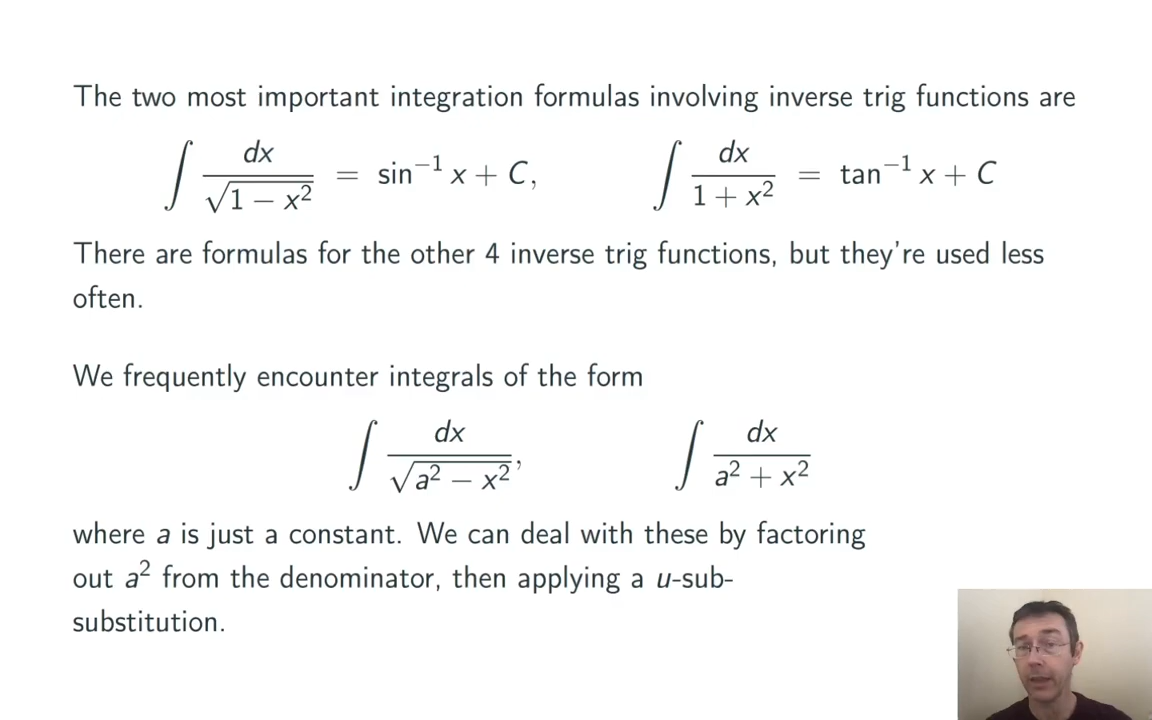 The two most important integration formulas involving inverse trig functions are
∫ dx/√(1 − x²) = sin⁻¹ x + C, ∫ dx/(1 + x²) = tan⁻¹ x + C
There are formulas for the other 4 inverse trig functions, but they're used less
often.
We frequently encounter integrals of the form
∫ dx/√(a² − x²), ∫ dx/(a² + x²)
where a is just a constant. We can deal with these by factoring
out a² from the denominator, then applying a u-sub-
substitution.